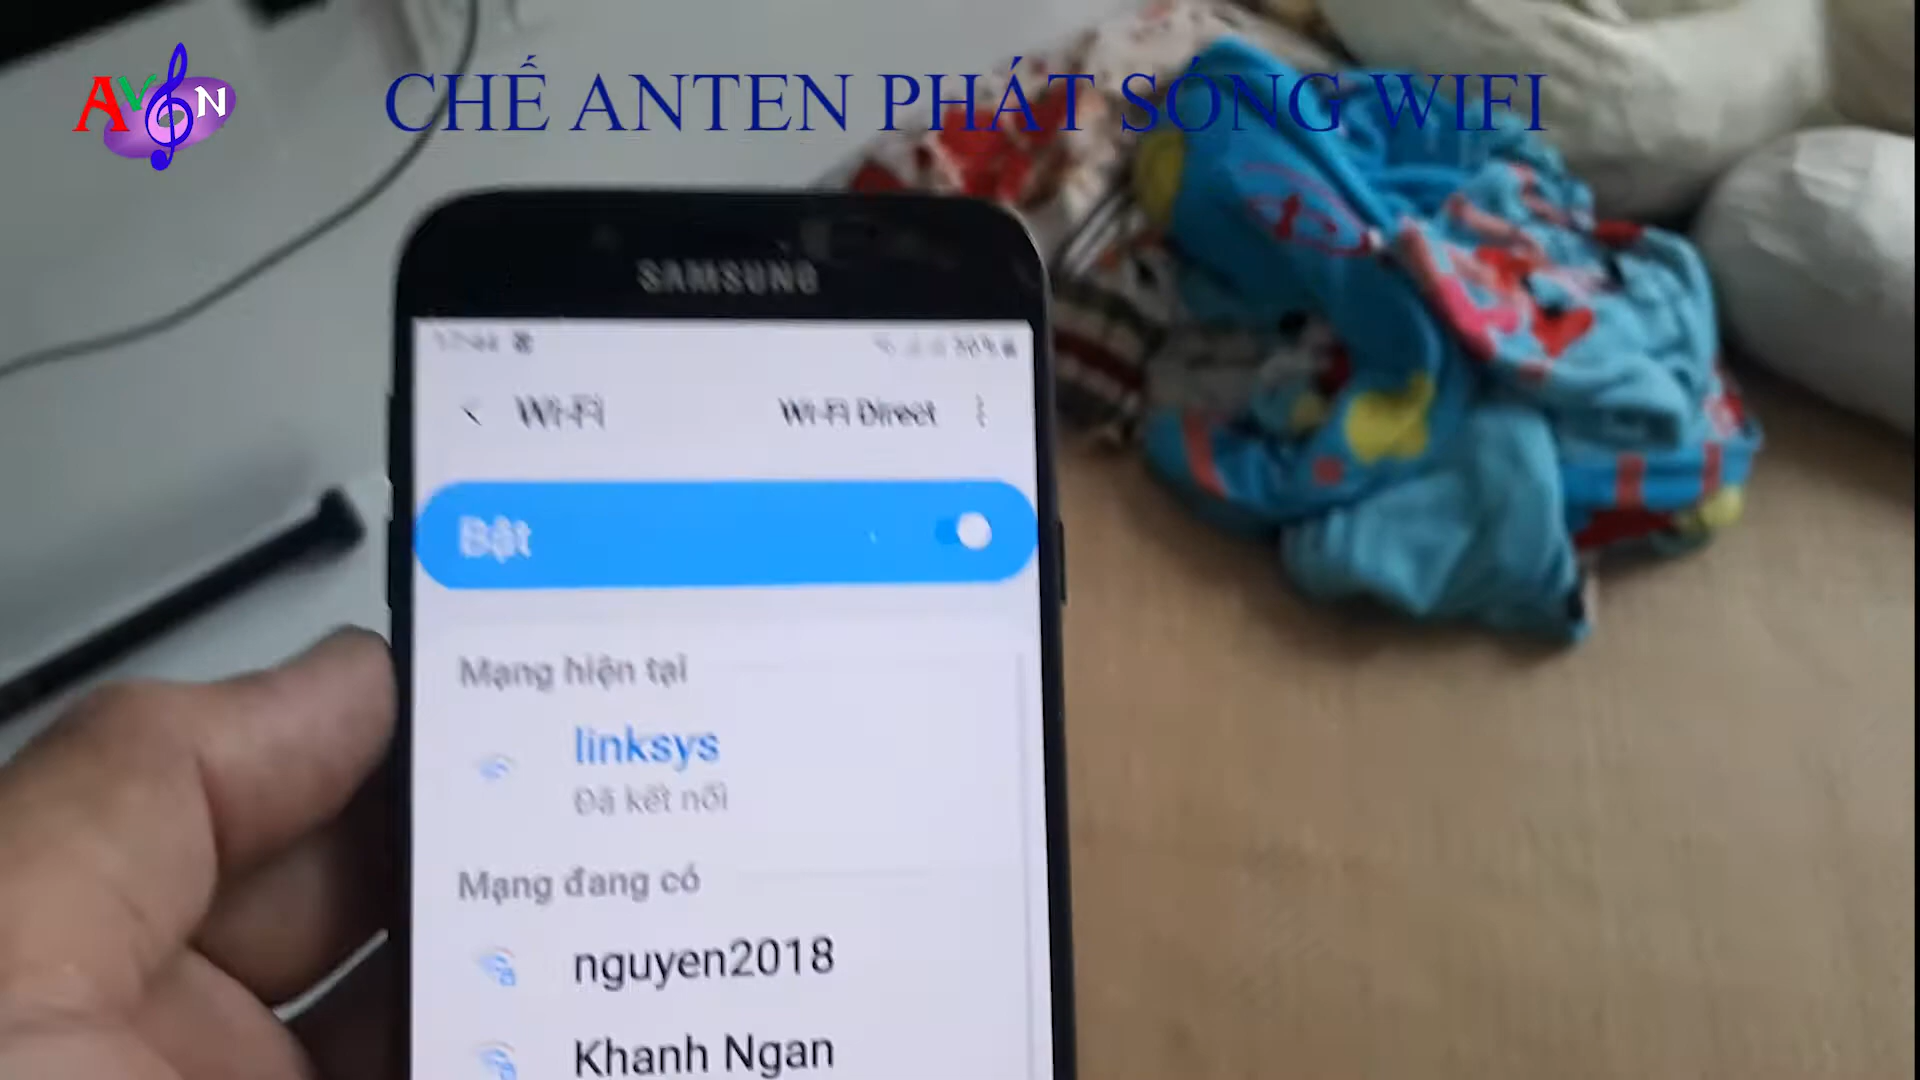 AVN
CHẾ ANTEN PHÁT SÓNG WIFI
SAMSUNG
Wi-Fi
Wi-Fi Direct
Bật
Mạng hiện tại
linksys
Đã kết nối
Mạng đang có
nguyen2018
Khanh Ngan